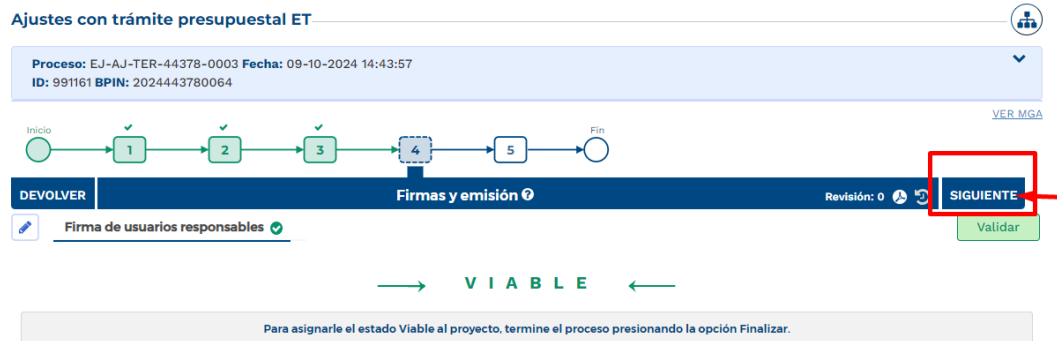 Ajustes con trámite presupuestal ET
Proceso: EJ-AJ-TER-44378-0003 Fecha: 09-10-2024 14:43:57
ID: 991161 BPIN: 2024443780064
VER MGA
Inicio
1
2
3
4
5
Fin
DEVOLVER
Firmas y emisión
Revisión: 0
SIGUIENTE
Firma de usuarios responsables
Validar
VIABLE
Para asignarle el estado Viable al proyecto, termine el proceso presionando la opción Finalizar.